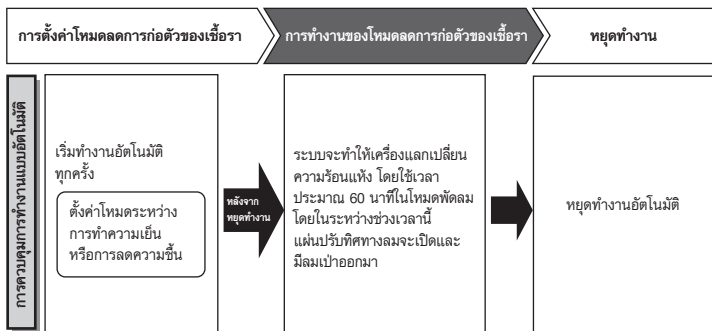 การตั้งค่าโหมดลดการก่อตัวของเชื้อรา
การทำงานของโหมดลดการก่อตัวของเชื้อรา
หยุดทำงาน
การควบคุมการทำงานแบบอัตโนมัติ
เริ่มทำงานอัตโนมัติ
ทุกครั้ง
ตั้งค่าโหมดระหว่าง
การทำความเย็น
หรือการลดความชื้น
หลังจาก
หยุดทำงาน
ระบบจะทำให้เครื่องแลกเปลี่ยน
ความร้อนแห้ง โดยใช้เวลา
ประมาณ 60 นาทีในโหมดพัดลม
โดยในระหว่างช่วงเวลานี้
แผ่นปรับทิศทางลมจะเปิดและ
มีลมเป่าออกมา
หยุดทำงานอัตโนมัติ